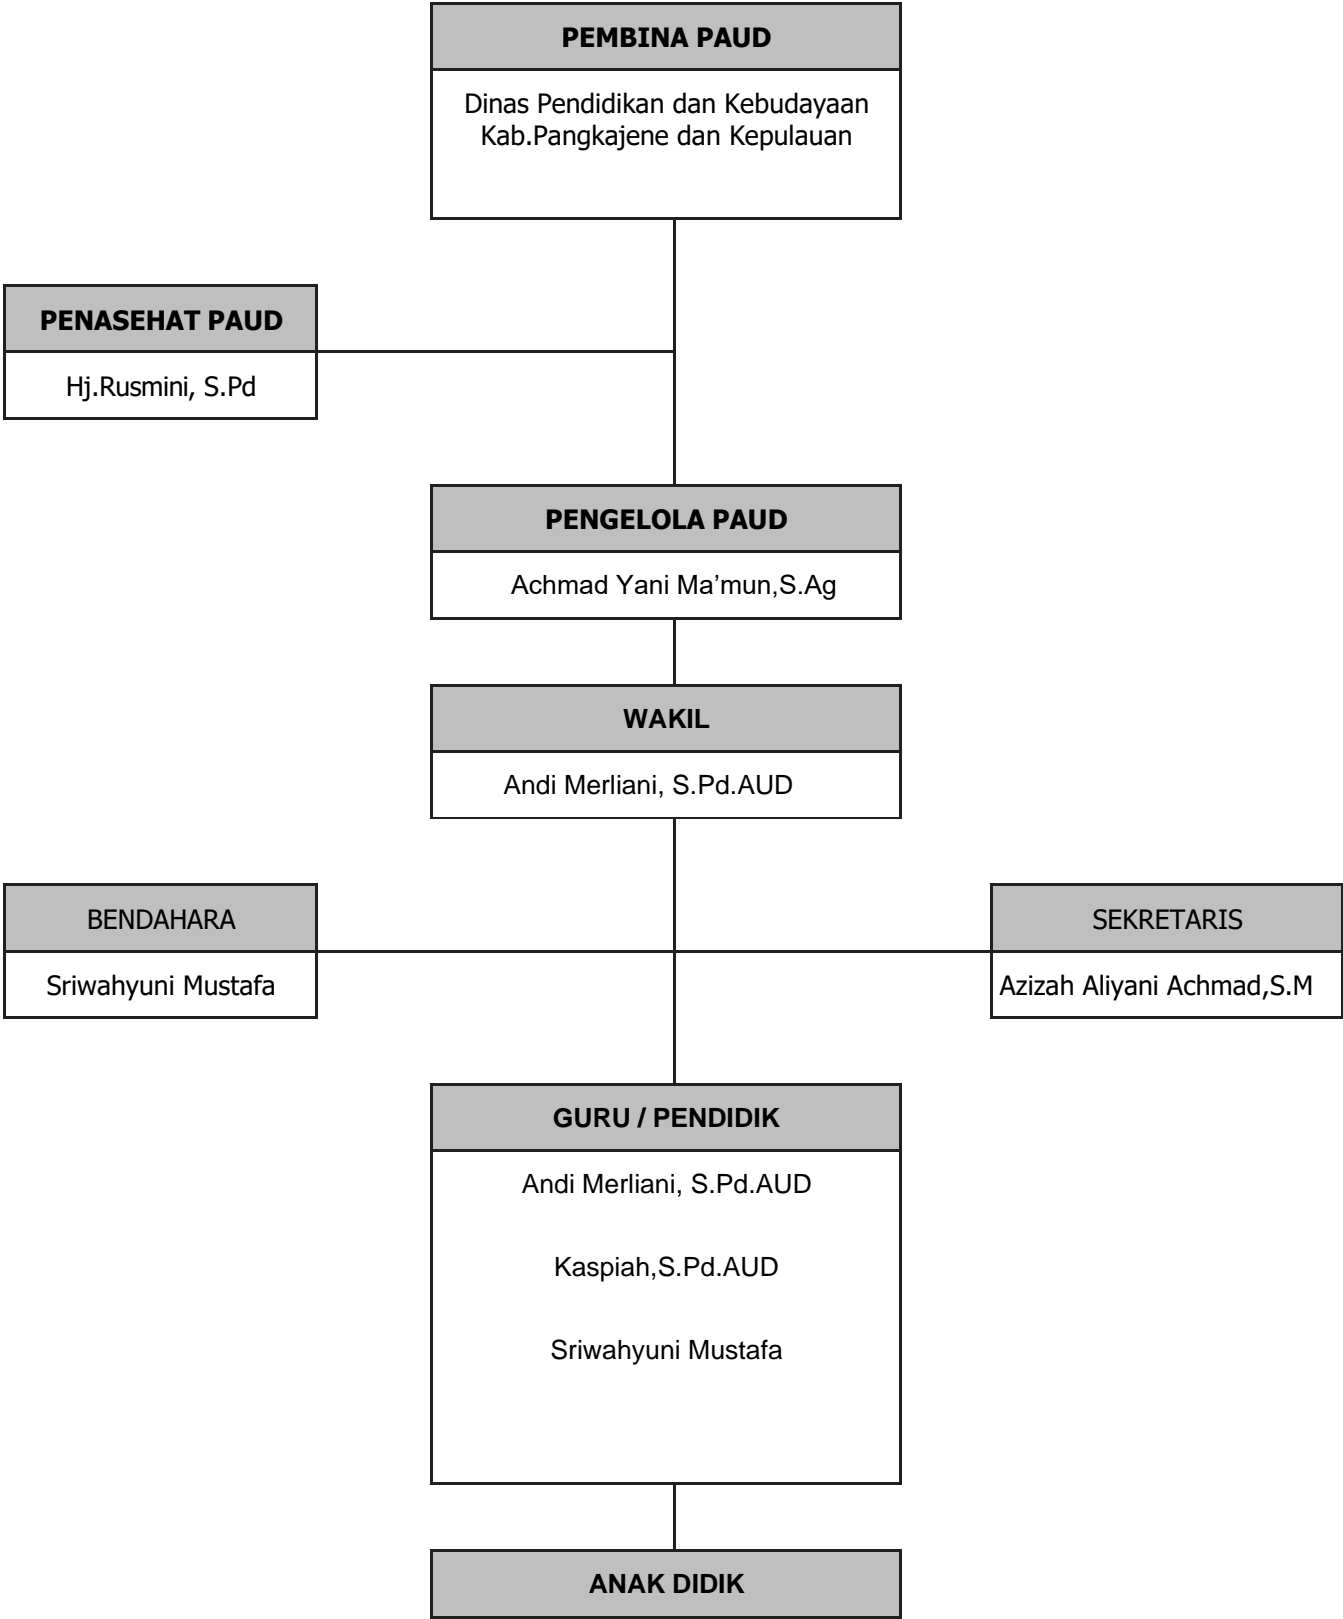 PEMBINA PAUD
Dinas Pendidikan dan Kebudayaan
Kab.Pangkajene dan Kepulauan
PENASEHAT PAUD
Hj.Rusmini, S.Pd
PENGELOLA PAUD
Achmad Yani Ma’mun,S.Ag
WAKIL
Andi Merliani, S.Pd.AUD
BENDAHARA
Sriwahyuni Mustafa
SEKRETARIS
Azizah Aliyani Achmad,S.M
GURU / PENDIDIK
Andi Merliani, S.Pd.AUD
Kaspiah,S.Pd.AUD
Sriwahyuni Mustafa
ANAK DIDIK